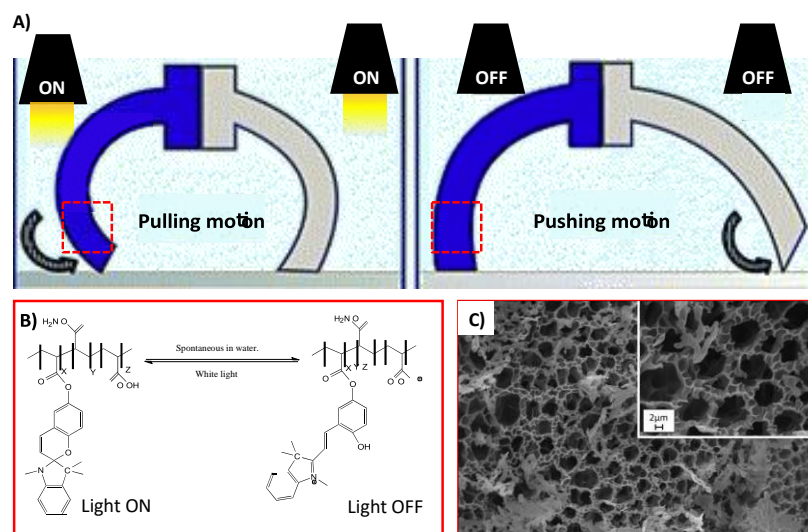 A)
ON
ON
OFF
OFF
Pulling motion
Pushing motion
B)
H₂N
O
Spontaneous in water.
White light
H₂N
O
X
Y
Z
O
O
OH
X
Y
Z
O
O
O
O
O
N
OH
N
Light ON
Light OFF
C)
2µm